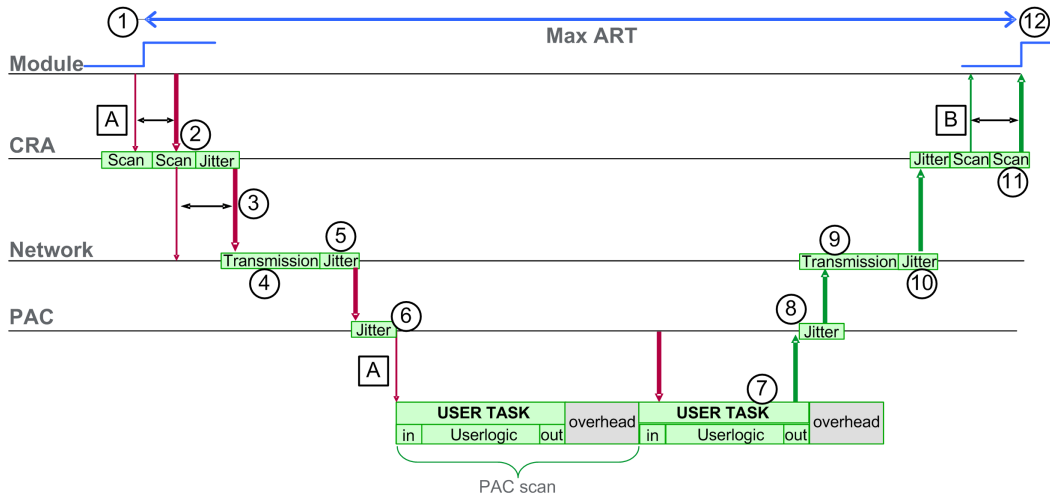 1
12
Max ART
Module
A
B
2
CRA
Scan Scan Jitter
Jitter Scan Scan
11
3
5
9
Network
Transmission Jitter
Transmission Jitter
4
10
6
8
PAC
Jitter
Jitter
A
7
USER TASK
overhead
USER TASK
overhead
in Userlogic out
in Userlogic out
PAC scan